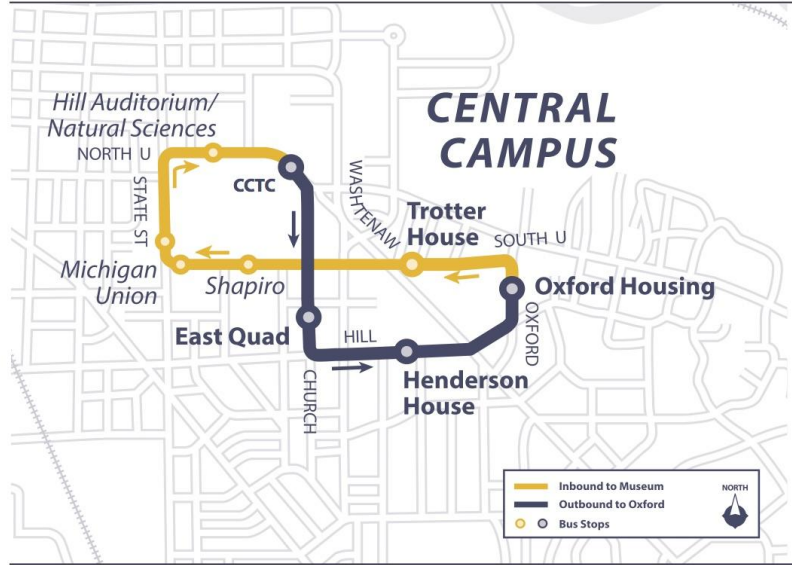 CENTRAL
CAMPUS
Hill Auditorium/
Natural Sciences
NORTH U
STATE ST
CCTC
WASHTENAW
Trotter
House
SOUTH U
Michigan
Union
Shapiro
Oxford Housing
OXFORD
East Quad
HILL
CHURCH
Henderson
House
Inbound to Museum
Outbound to Oxford
Bus Stops
NORTH